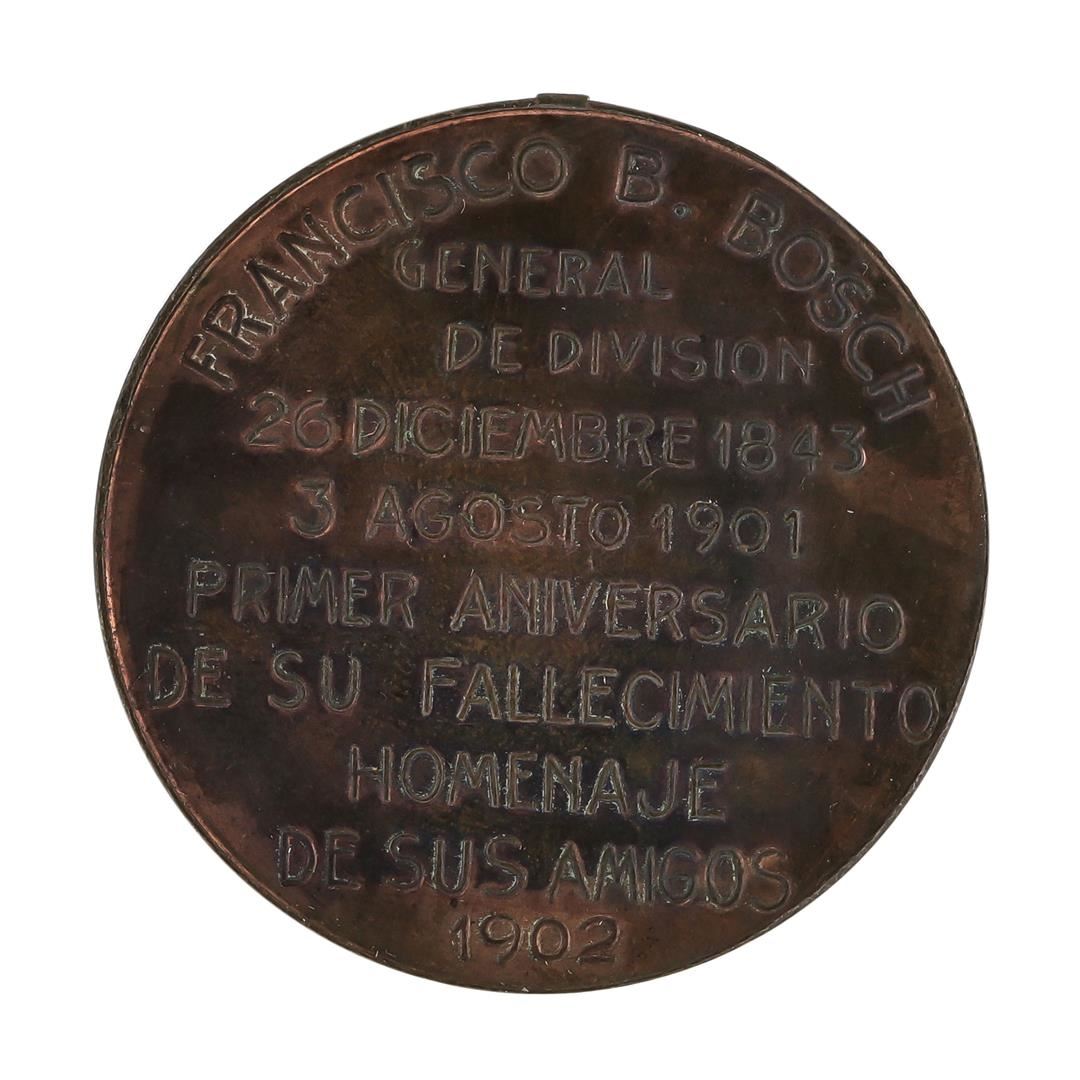 FRANCISCO B. BOSCH
GENERAL
DE DIVISION
26 DICIEMBRE 1843
3 AGOSTO 1901
PRIMER ANIVERSARIO
DE SU FALLECIMIENTO
HOMENAJE
DE SUS AMIGOS
1902